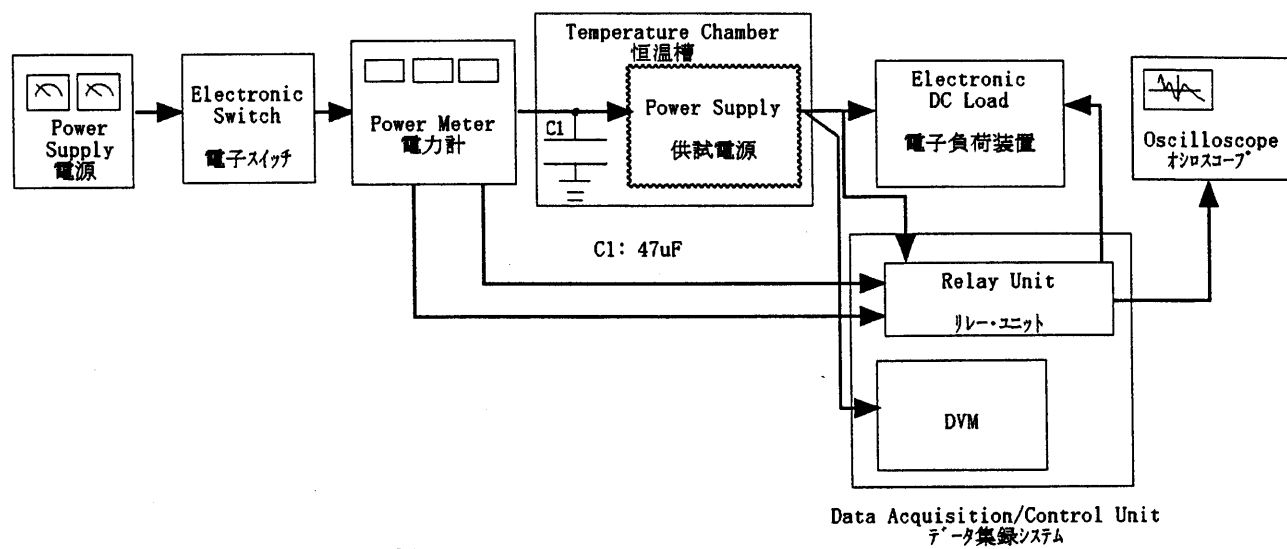 Power
Supply
電源
Electronic
Switch
電子スイッチ
Power Meter
電力計
Temperature Chamber
恒温槽
C1
Power Supply
供試電源
Electronic
DC Load
電子負荷装置
Oscilloscope
オシロスコープ
C1: 47uF
Relay Unit
リレー・ユニット
DVM
Data Acquisition/Control Unit
データ集録システム